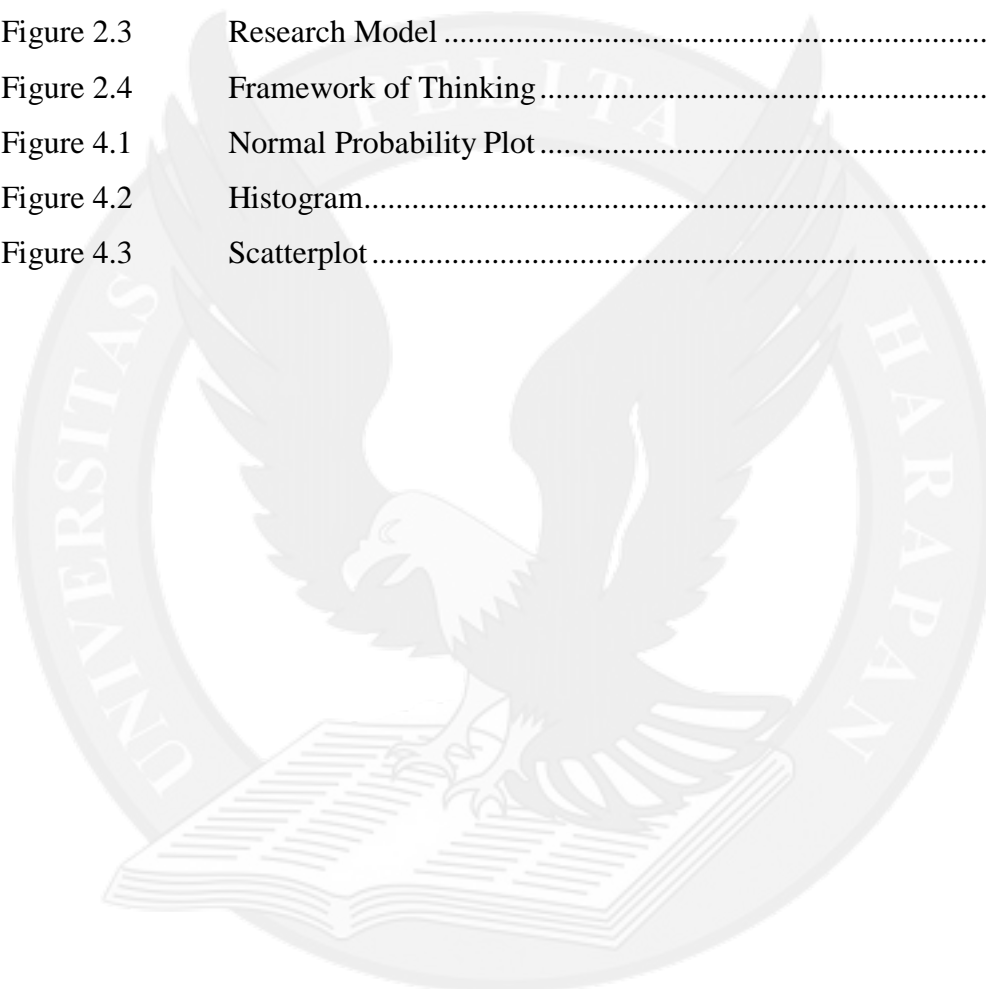 Figure 2.3 Research Model ....................................................................
Figure 2.4 Framework of Thinking ........................................................
Figure 4.1 Normal Probability Plot ........................................................
Figure 4.2 Histogram...............................................................................
Figure 4.3 Scatterplot ..............................................................................
UNIVERSITAS PELITA HARAPAN